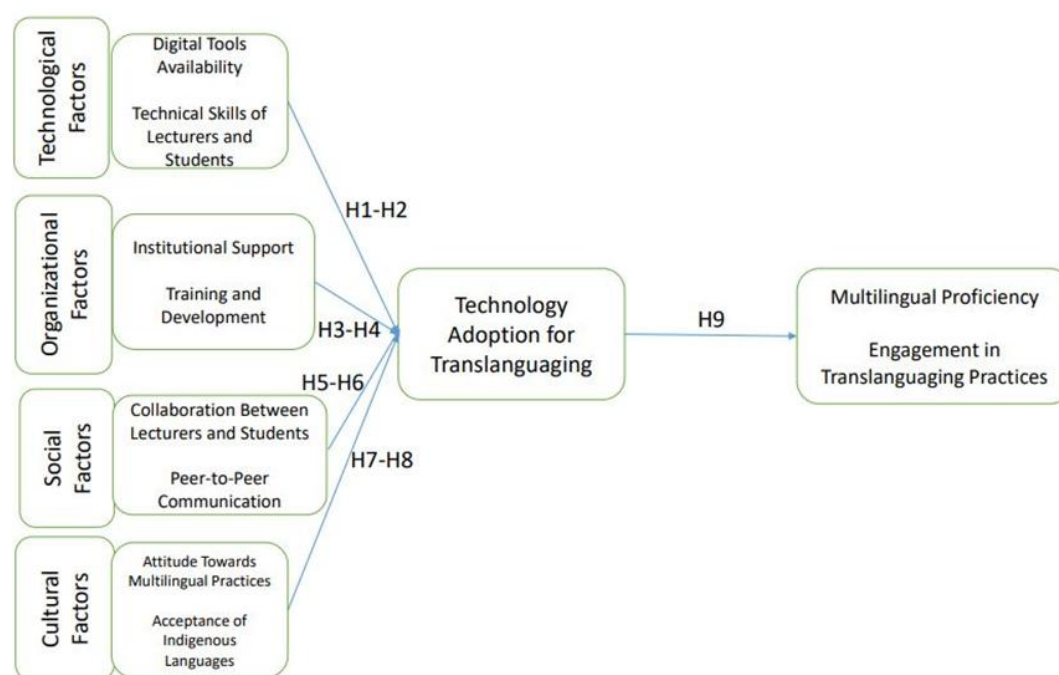 Technological
Factors
Digital Tools
Availability
Technical Skills of
Lecturers and
Students
H1-H2
Organizational
Factors
Institutional Support
Training and
Development
H3-H4
Technology
Adoption for
Translanguaging
H9
Multilingual Proficiency
Engagement in
Translanguaging Practices
Social
Factors
Collaboration Between
Lecturers and Students
Peer-to-Peer
Communication
H5-H6
H7-H8
Cultural
Factors
Attitude Towards
Multilingual Practices
Acceptance of
Indigenous
Languages